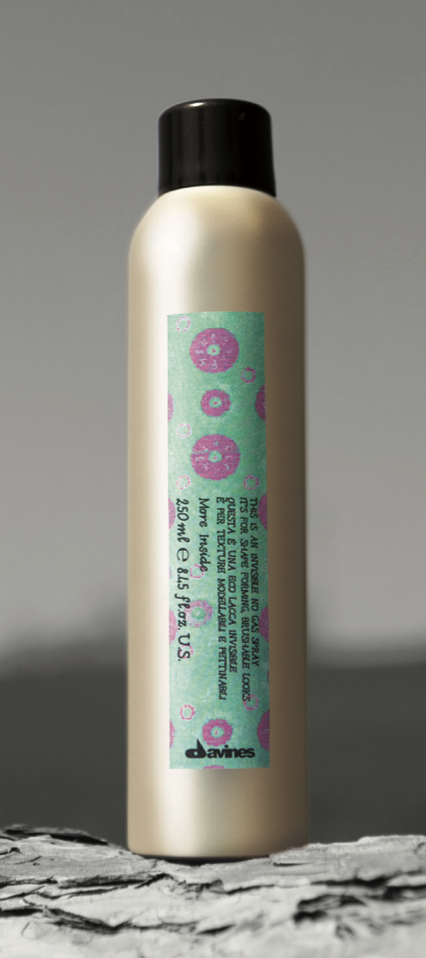 THIS IS AN INVISIBLE NO GAS SPRAY
IT'S FOR SHAPE FORMING, BRUSHABLE LOOKS
QUESTA È UNA ECO LACCA INVISIBILE
È PER TEXTURE MODELLABILI E PETTINABILI
More Inside
250 ml ℮ 8.45 fl.oz. U.S.
davines